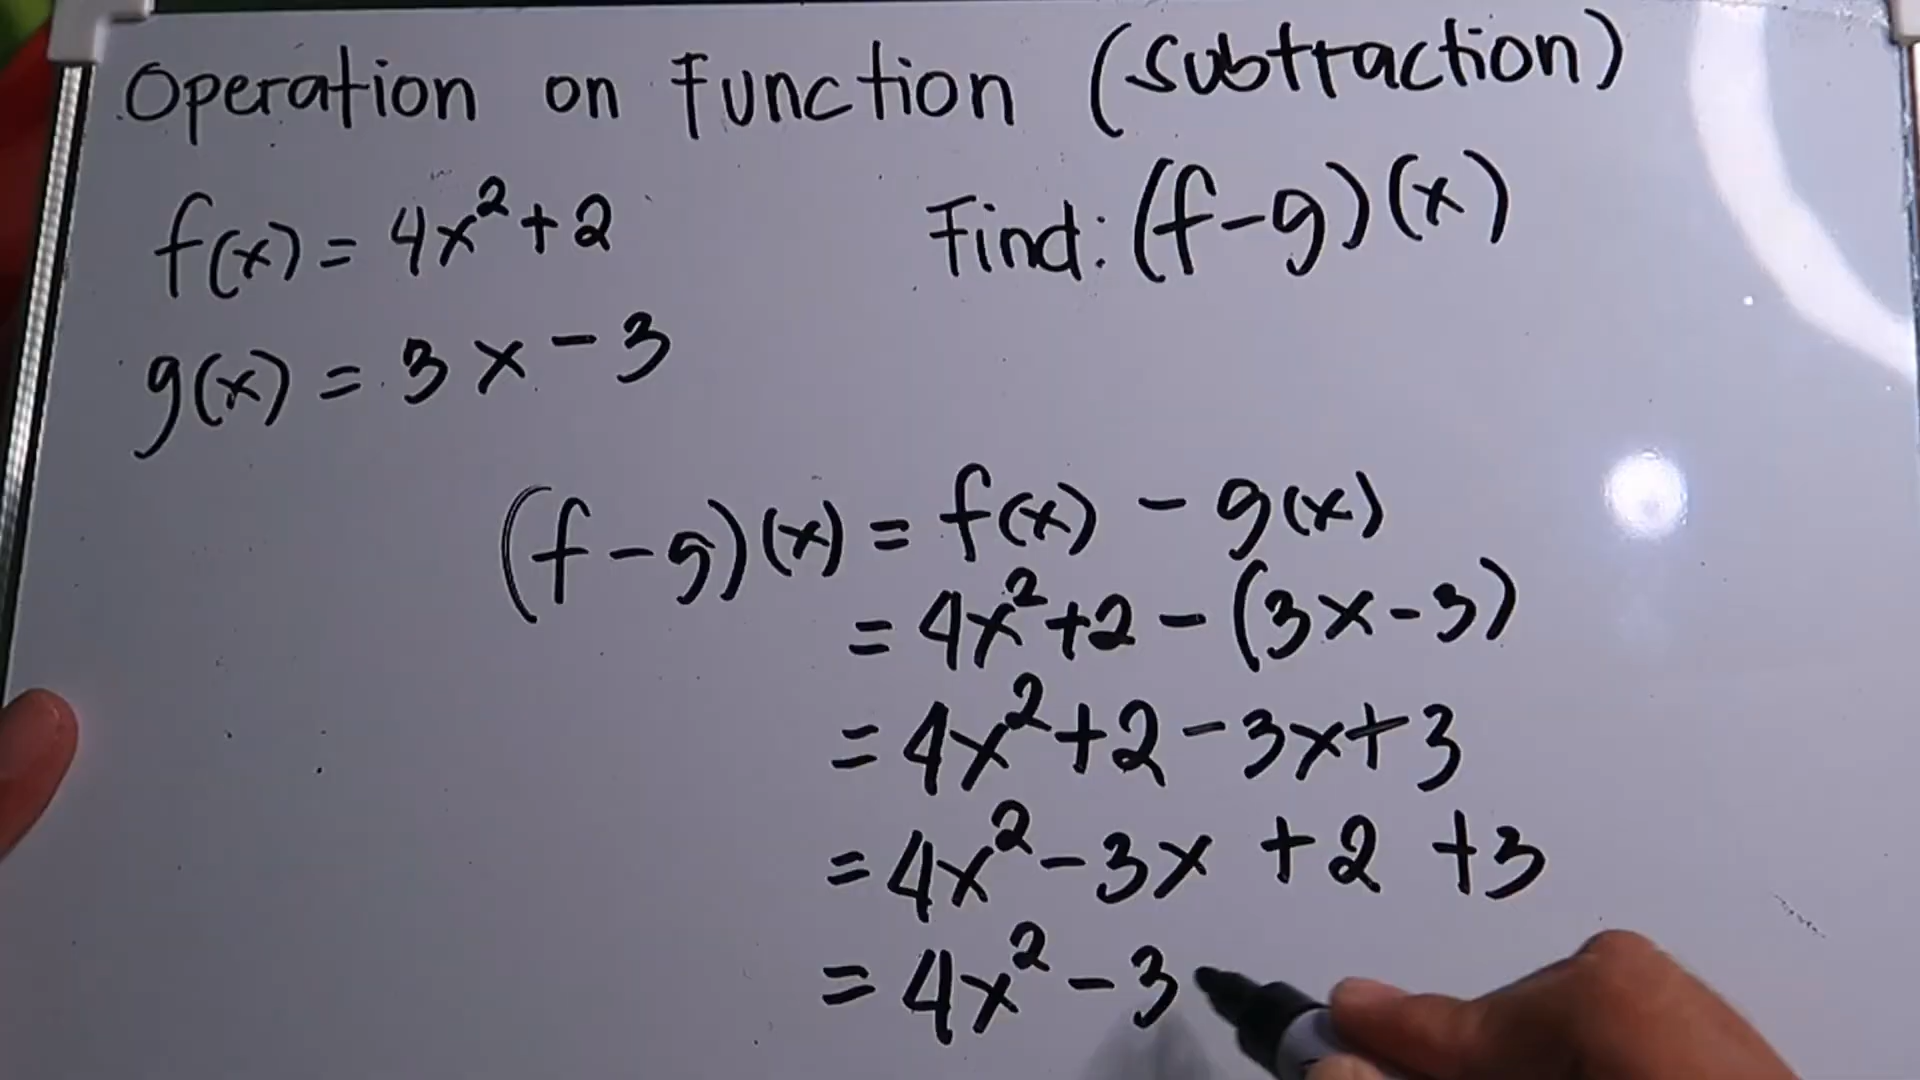 Operation on Function (Subtraction)
f(x) = 4x²+2
Find: (f-g)(x)
g(x) = 3x-3
(f-g)(x) = f(x) - g(x)
= 4x²+2-(3x-3)
= 4x²+2-3x+3
= 4x²-3x +2 +3
= 4x²-3